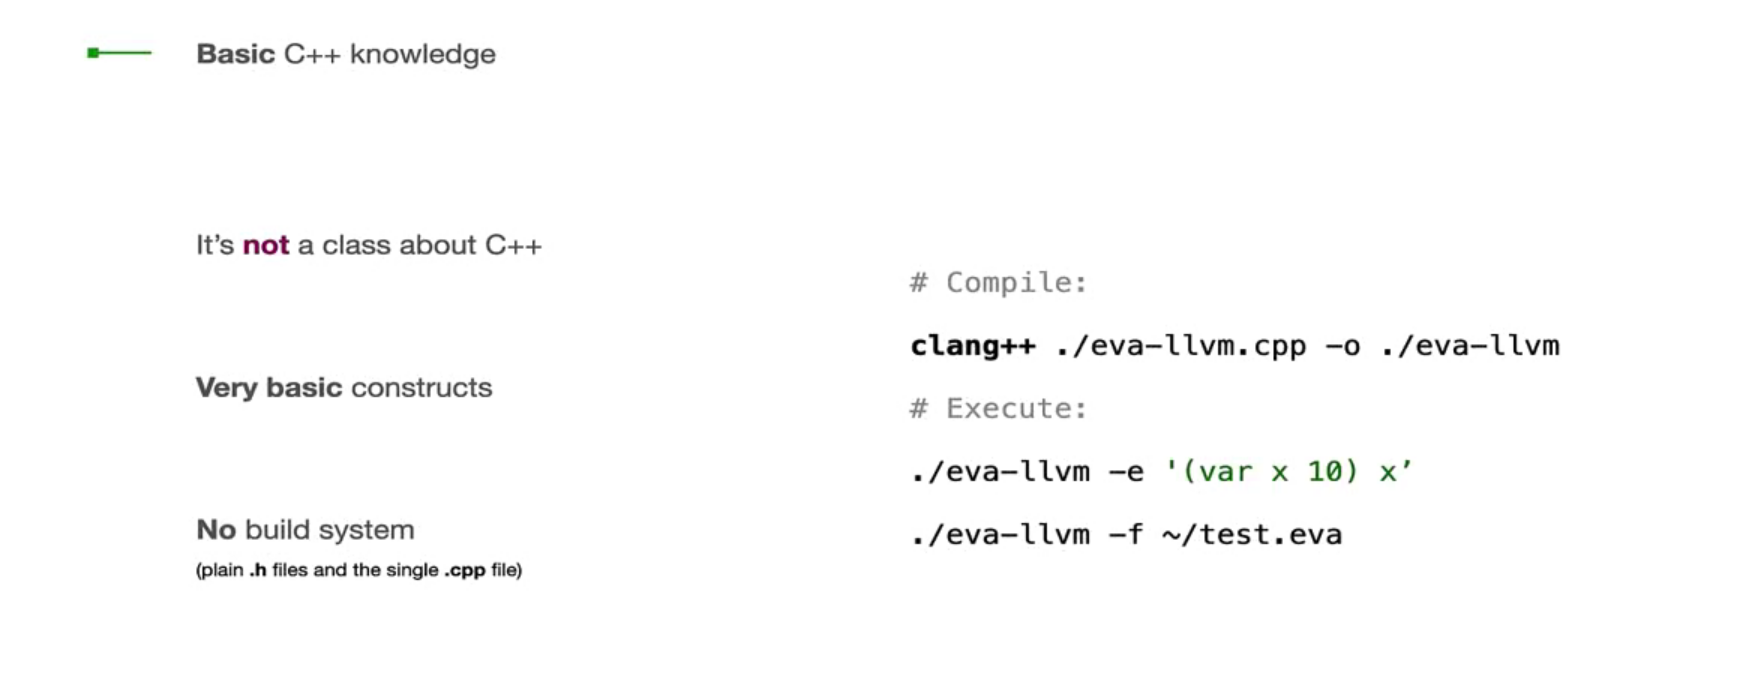 Basic C++ knowledge
It’s not a class about C++
Very basic constructs
No build system
(plain .h files and the single .cpp file)
# Compile:
clang++ ./eva-llvm.cpp -o ./eva-llvm
# Execute:
./eva-llvm -e '(var x 10) x’
./eva-llvm -f ~/test.eva